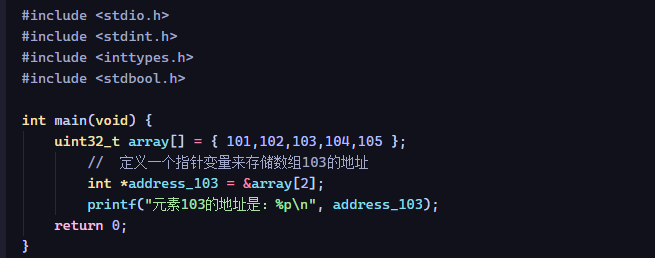 #include <stdio.h>
#include <stdint.h>
#include <inttypes.h>
#include <stdbool.h>
int main(void) {
uint32_t array[] = { 101,102,103,104,105 };
// 定义一个指针变量来存储数组103的地址
int *address_103 = &array[2];
printf("元素103的地址是：%p\n", address_103);
return 0;
}